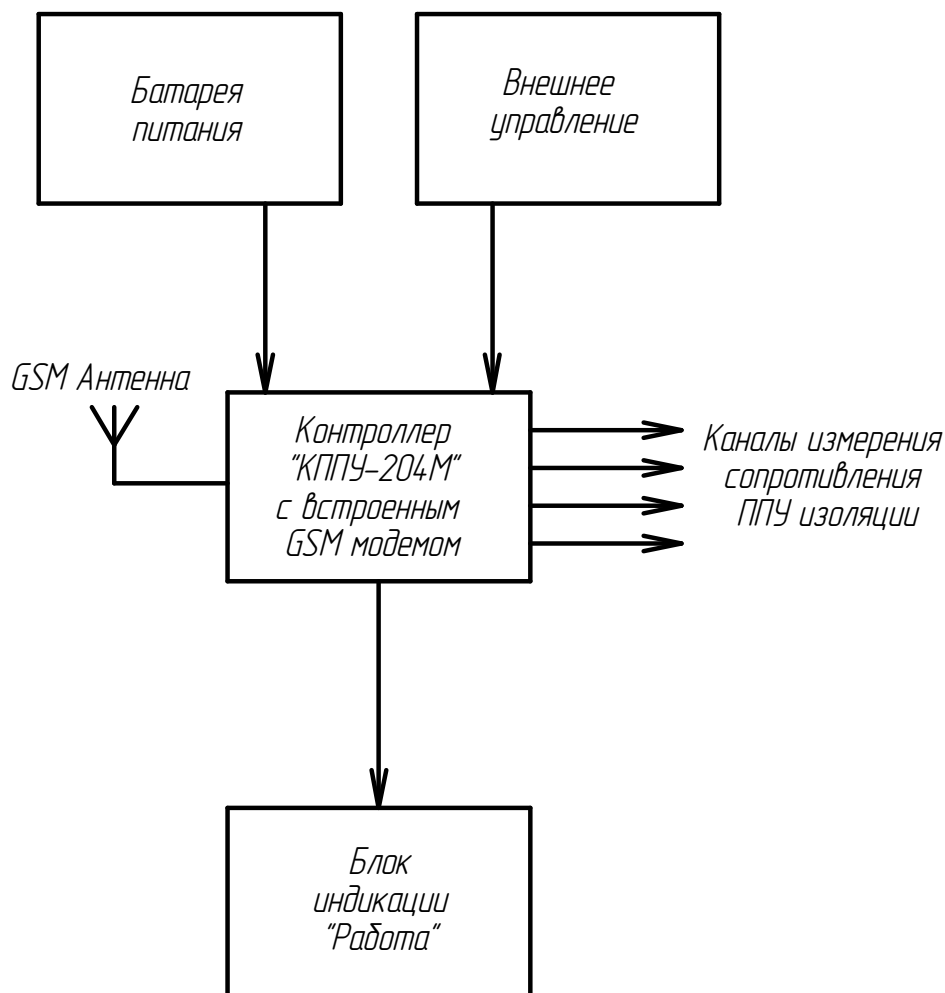 Батарея
питания
Внешнее
управление
GSM Антенна
Контроллер
"КППУ-204М"
с встроенным
GSM модемом
Каналы измерения
сопротивления
ППУ изоляции
Блок
индикации
"Работа"